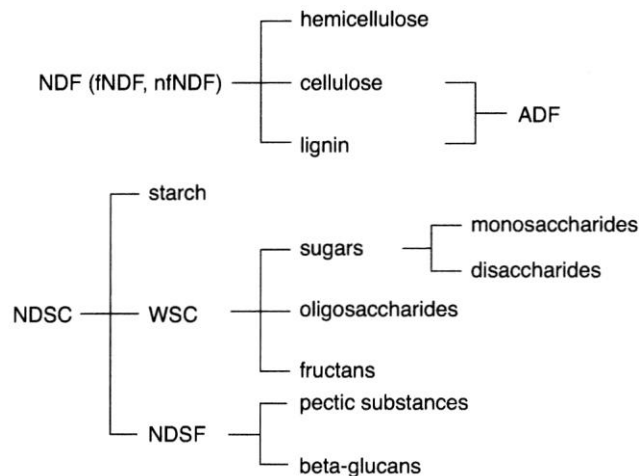 hemicellulose
NDF (fNDF, nfNDF)
cellulose
ADF
lignin
starch
monosaccharides
sugars
disaccharides
NDSC
WSC
oligosaccharides
fructans
pectic substances
NDSF
beta-glucans